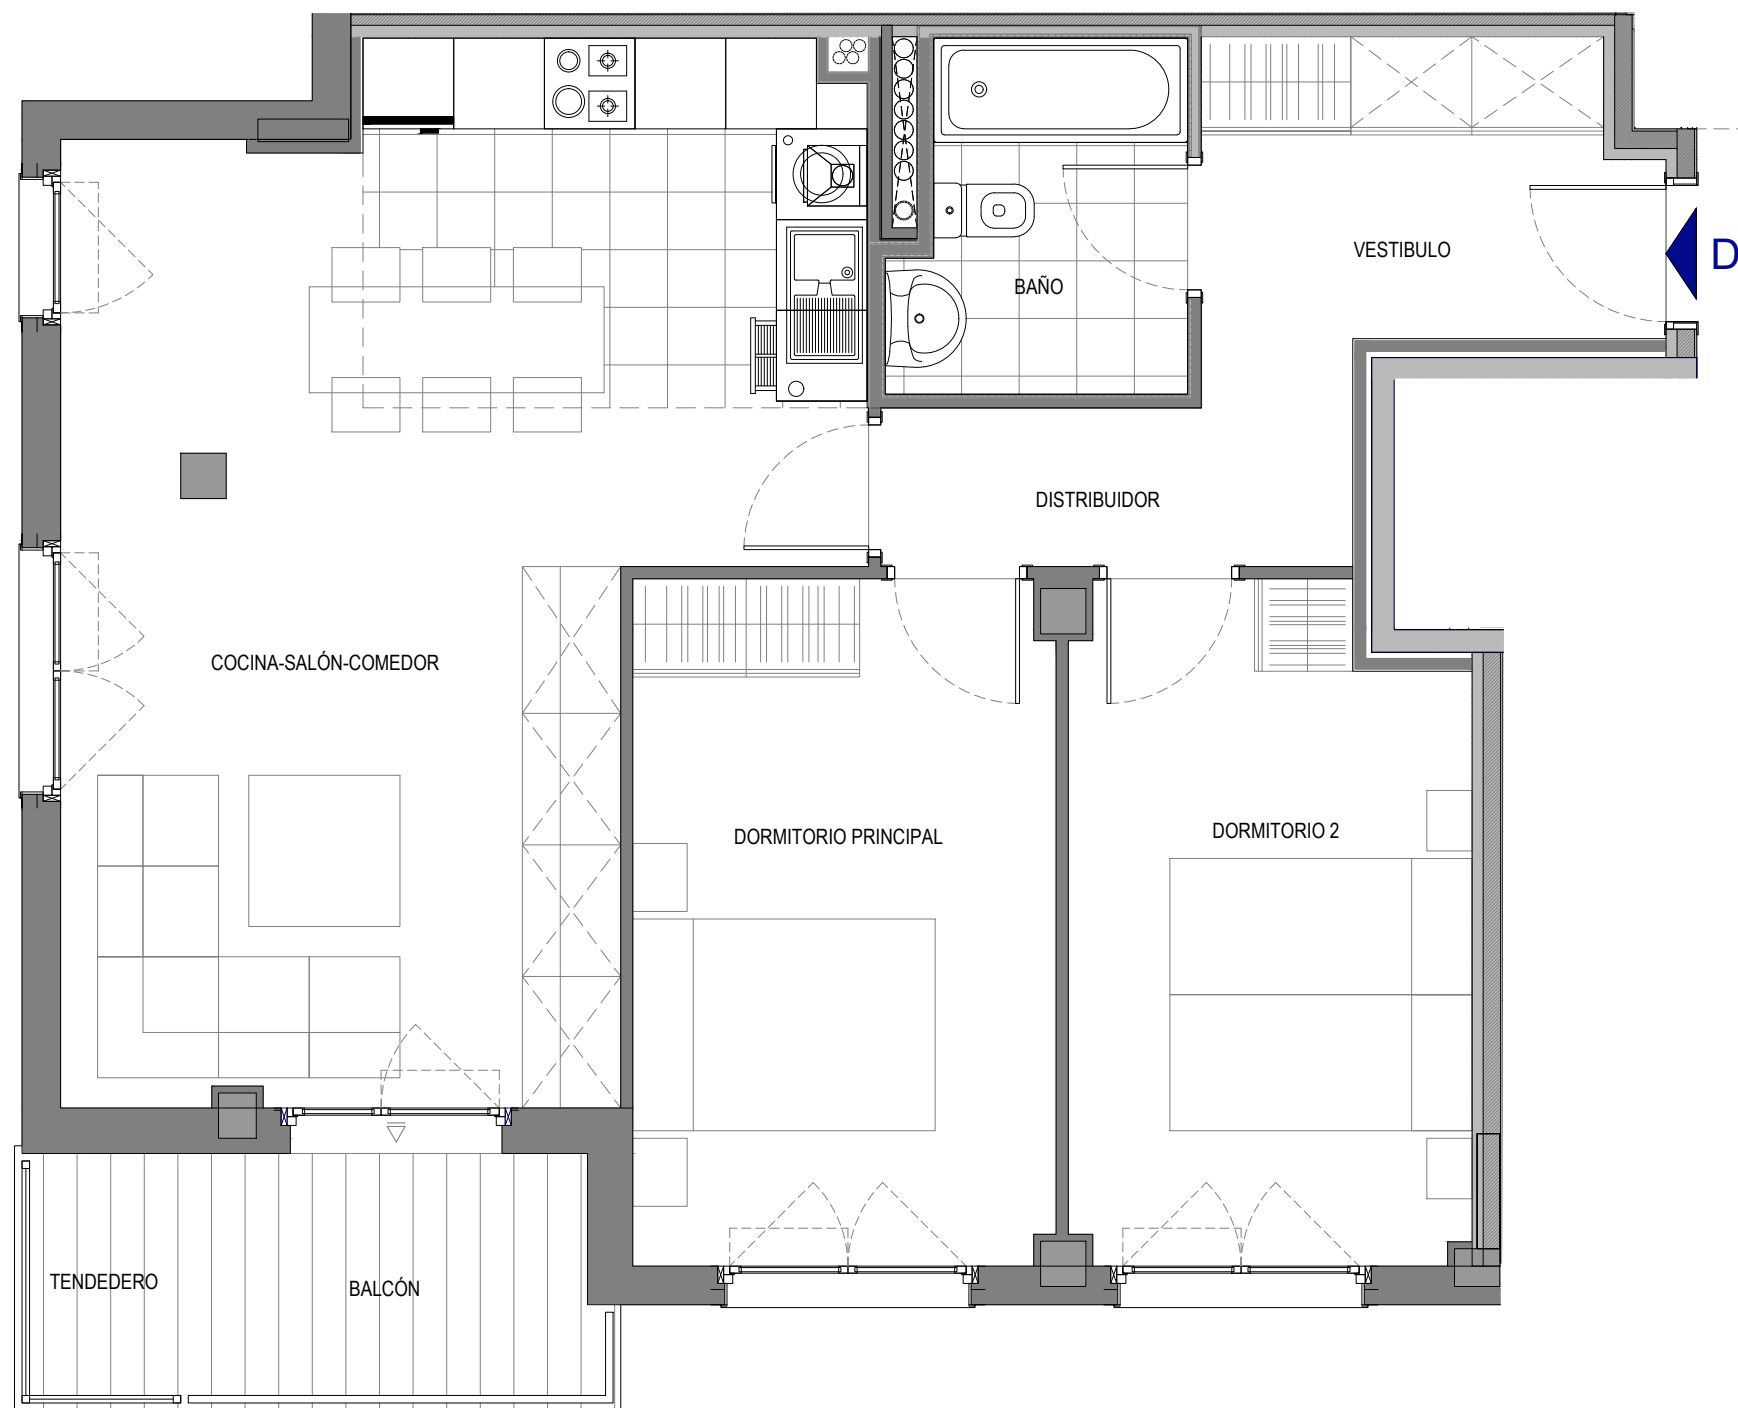 VESTIBULO
D
BAÑO
DISTRIBUIDOR
COCINA-SALÓN-COMEDOR
DORMITORIO PRINCIPAL
DORMITORIO 2
TENDEDERO
BALCÓN